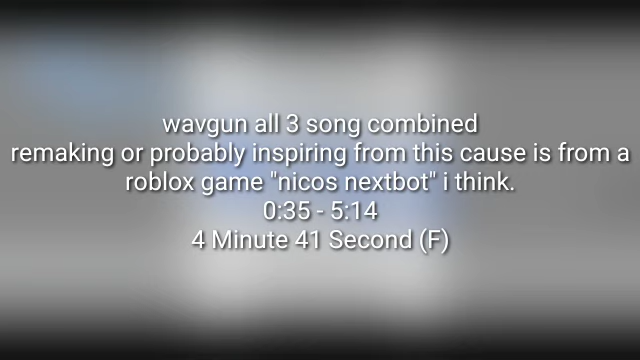 wavgun all 3 song combined
remaking or probably inspiring from this cause is from a
roblox game "nicos nextbot" i think.
0:35 - 5:14
4 Minute 41 Second (F)